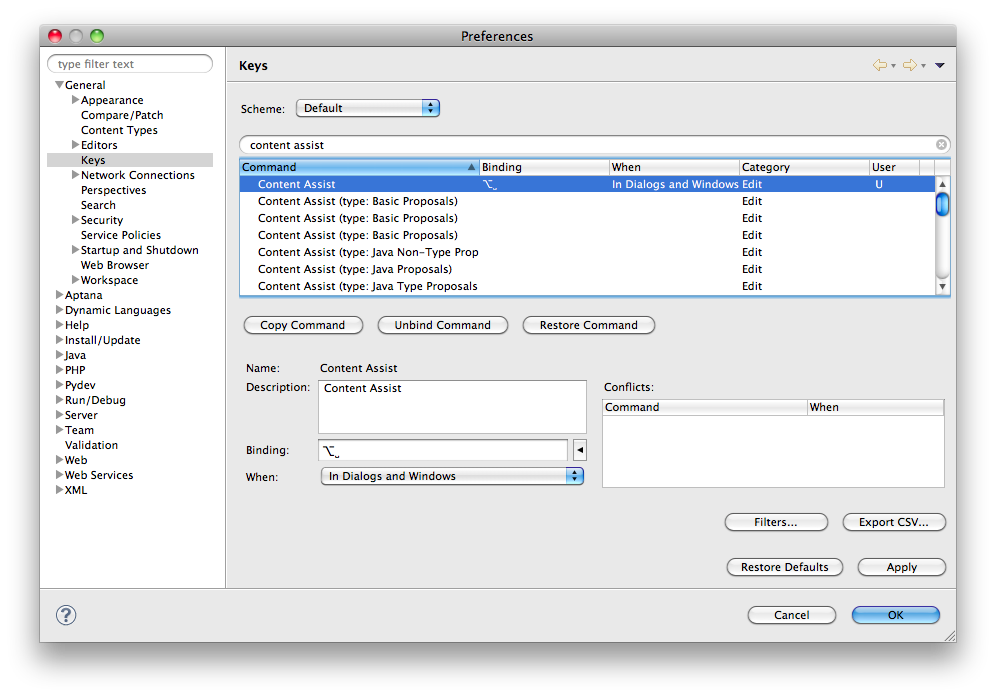 Preferences
type filter text
General
Appearance
Compare/Patch
Content Types
Editors
Keys
Network Connections
Perspectives
Search
Security
Service Policies
Startup and Shutdown
Web Browser
Workspace
Aptana
Dynamic Languages
Help
Install/Update
Java
PHP
Pydev
Run/Debug
Server
Team
Validation
Web
Web Services
XML
Keys
Scheme: Default
content assist
Command Binding When Category User
Content Assist ⌥␣ In Dialogs and Windows Edit U
Content Assist (type: Basic Proposals) Edit
Content Assist (type: Basic Proposals) Edit
Content Assist (type: Basic Proposals) Edit
Content Assist (type: Java Non-Type Prop Edit
Content Assist (type: Java Proposals) Edit
Content Assist (type: Java Type Proposals Edit
Copy Command Unbind Command Restore Command
Name: Content Assist
Description: Content Assist
Binding: ⌥␣
When: In Dialogs and Windows
Conflicts:
Command When
Filters... Export CSV...
Restore Defaults Apply
? Cancel OK